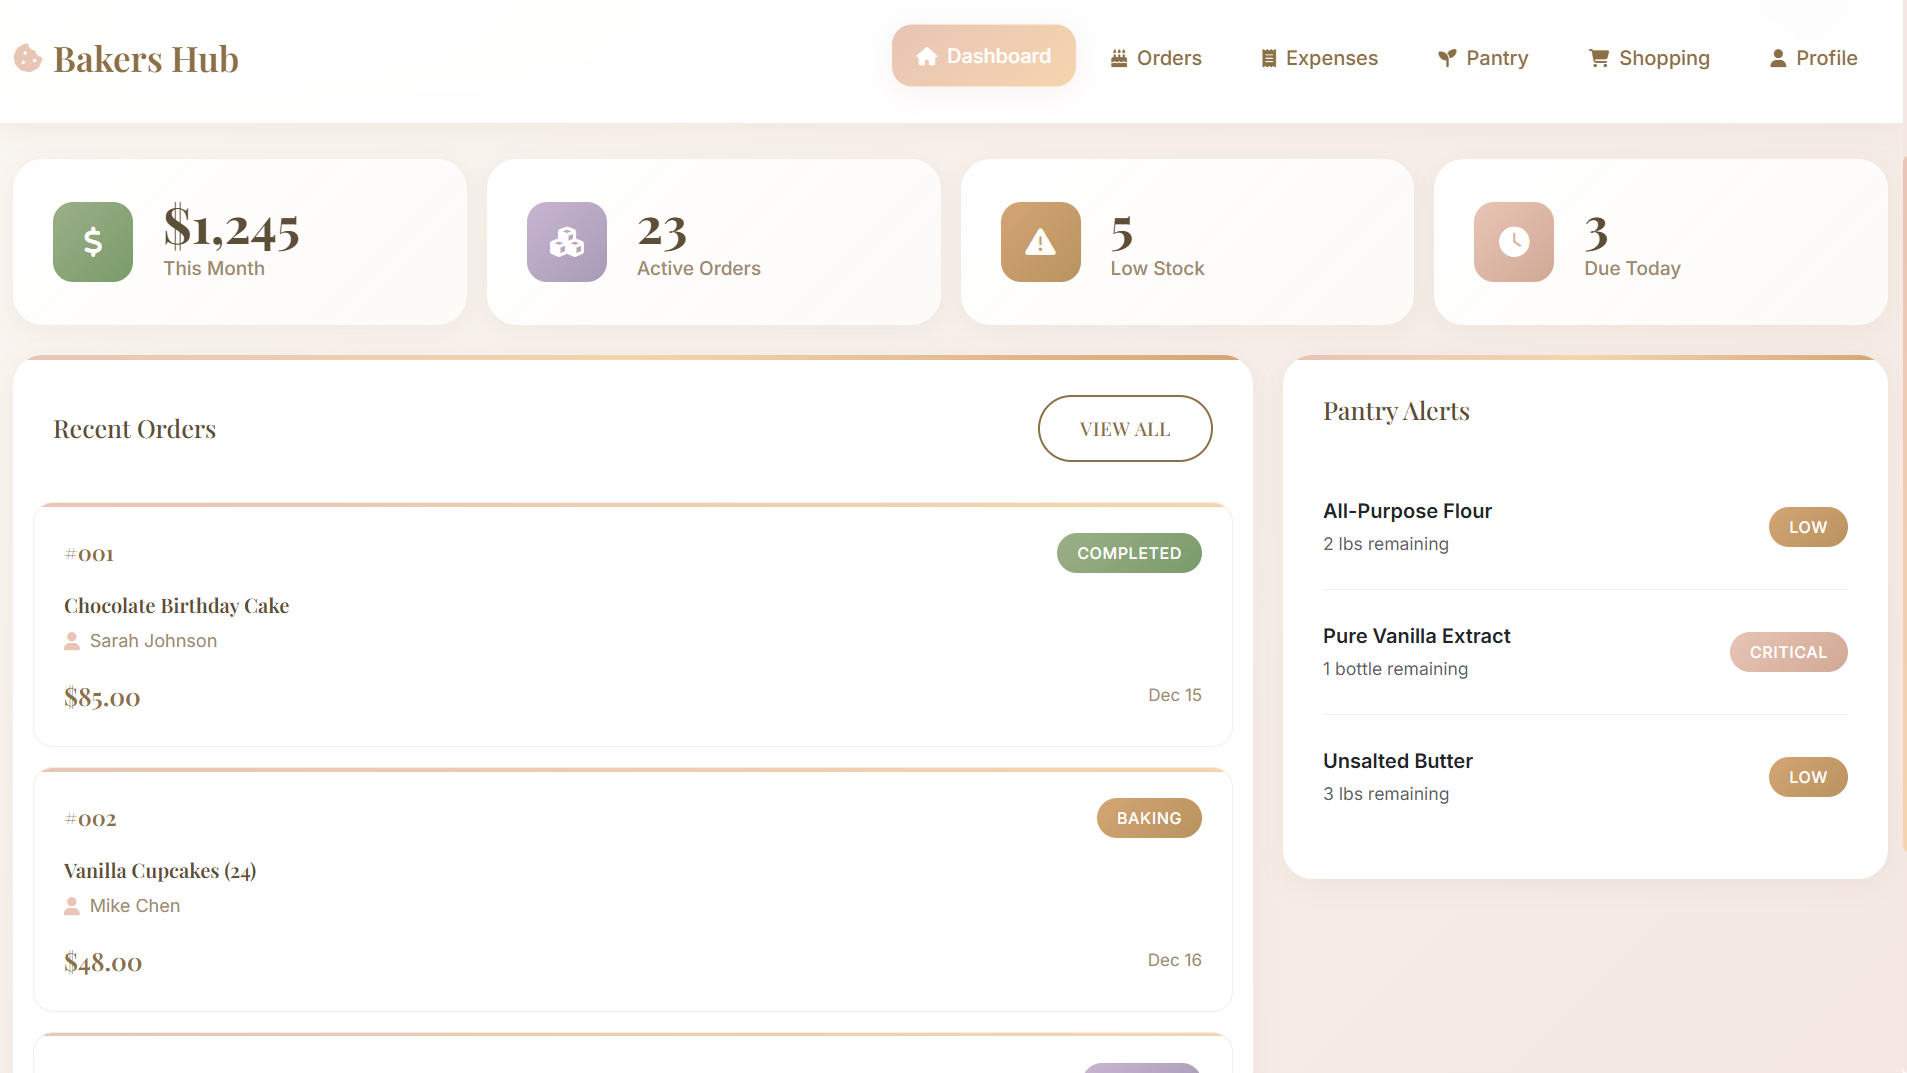 Bakers Hub
Dashboard
Orders
Expenses
Pantry
Shopping
Profile
$1,245
This Month
23
Active Orders
5
Low Stock
3
Due Today
Recent Orders
VIEW ALL
#001
COMPLETED
Chocolate Birthday Cake
Sarah Johnson
$85.00
Dec 15
#002
BAKING
Vanilla Cupcakes (24)
Mike Chen
$48.00
Dec 16
Pantry Alerts
All-Purpose Flour
2 lbs remaining
LOW
Pure Vanilla Extract
1 bottle remaining
CRITICAL
Unsalted Butter
3 lbs remaining
LOW